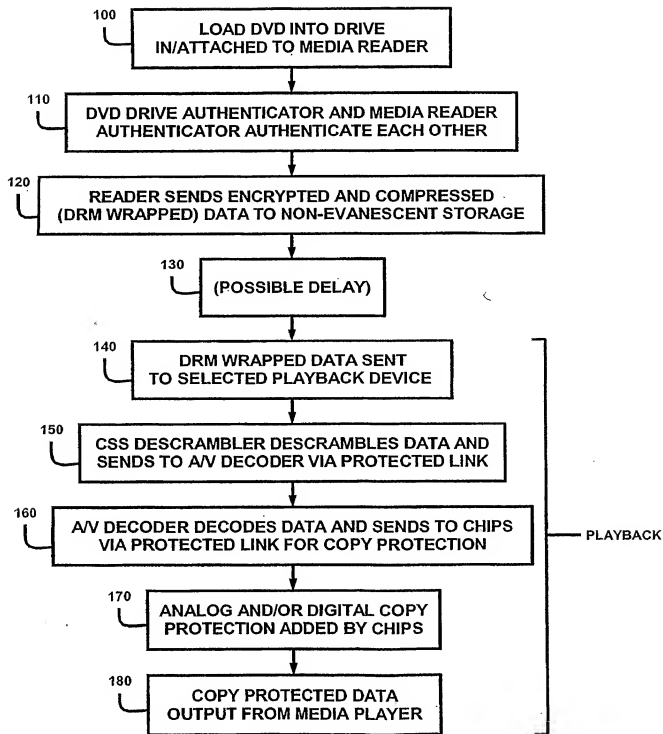 100
LOAD DVD INTO DRIVE
IN/ATTACHED TO MEDIA READER
110
DVD DRIVE AUTHENTICATOR AND MEDIA READER
AUTHENTICATOR AUTHENTICATE EACH OTHER
120
READER SENDS ENCRYPTED AND COMPRESSED
(DRM WRAPPED) DATA TO NON-EVANESCENT STORAGE
130
(POSSIBLE DELAY)
140
DRM WRAPPED DATA SENT
TO SELECTED PLAYBACK DEVICE
150
CSS DESCRAMBLER DESCRAMBLES DATA AND
SENDS TO A/V DECODER VIA PROTECTED LINK
160
A/V DECODER DECODES DATA AND SENDS TO CHIPS
VIA PROTECTED LINK FOR COPY PROTECTION
PLAYBACK
170
ANALOG AND/OR DIGITAL COPY
PROTECTION ADDED BY CHIPS
180
COPY PROTECTED DATA
OUTPUT FROM MEDIA PLAYER